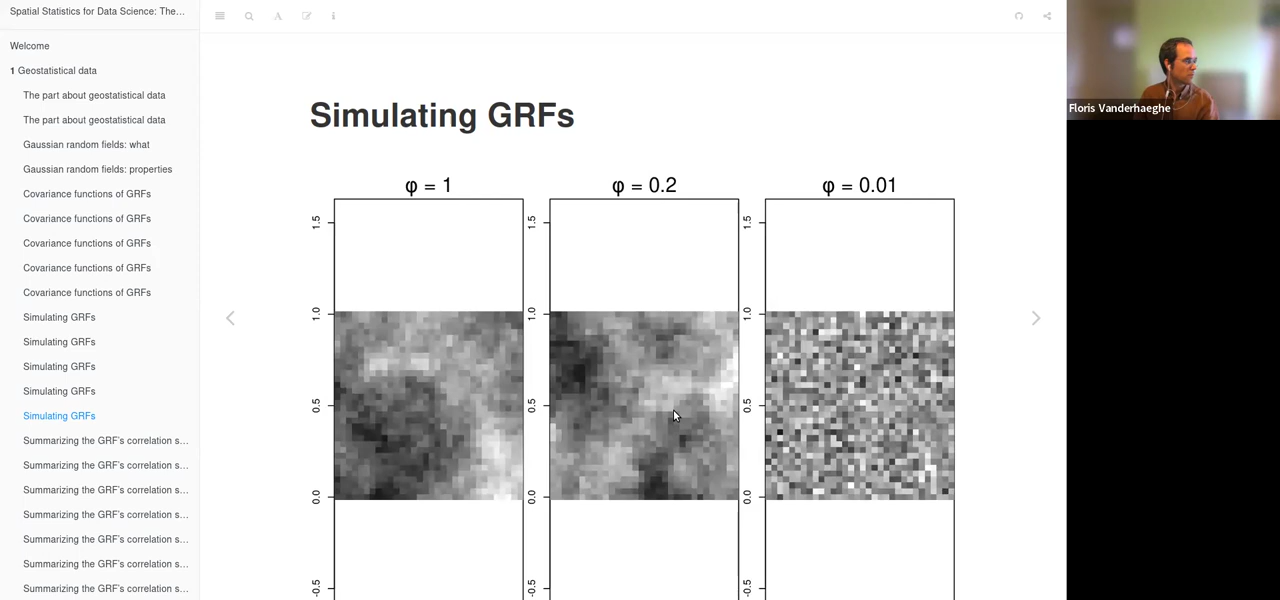 Spatial Statistics for Data Science: The…
Welcome
1 Geostatistical data
The part about geostatistical data
The part about geostatistical data
Gaussian random fields: what
Gaussian random fields: properties
Covariance functions of GRFs
Covariance functions of GRFs
Covariance functions of GRFs
Covariance functions of GRFs
Covariance functions of GRFs
Simulating GRFs
Simulating GRFs
Simulating GRFs
Simulating GRFs
Simulating GRFs
Summarizing the GRF's correlation s…
Summarizing the GRF's correlation s…
Summarizing the GRF's correlation s…
Summarizing the GRF's correlation s…
Summarizing the GRF's correlation s…
Summarizing the GRF's correlation s…
Summarizing the GRF's correlation s…
A
i
Simulating GRFs
φ = 1
φ = 0.2
φ = 0.01
1.5
1.0
0.5
0.0
-0.5
1.5
1.0
0.5
0.0
-0.5
1.5
1.0
0.5
0.0
-0.5
Floris Vanderhaeghe